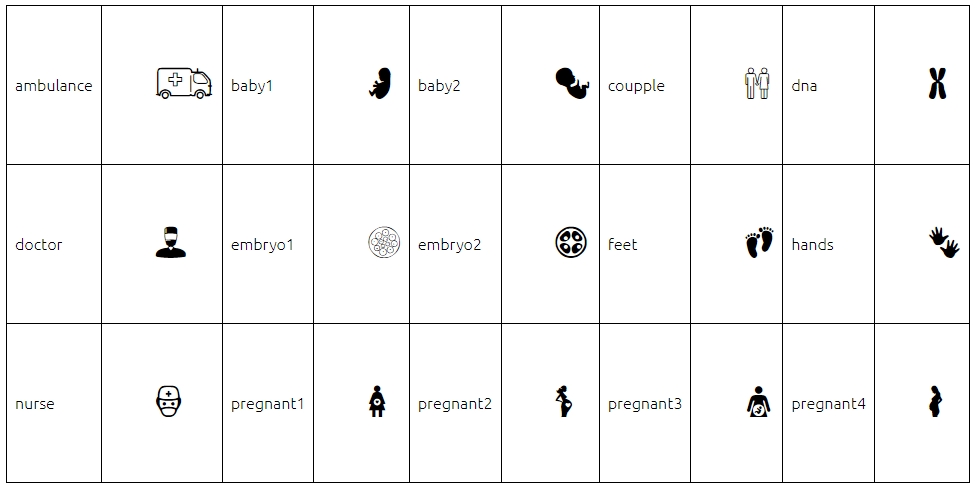 ambulance
baby1
baby2
coupple
dna
doctor
embryo1
embryo2
feet
hands
nurse
pregnant1
pregnant2
pregnant3
pregnant4